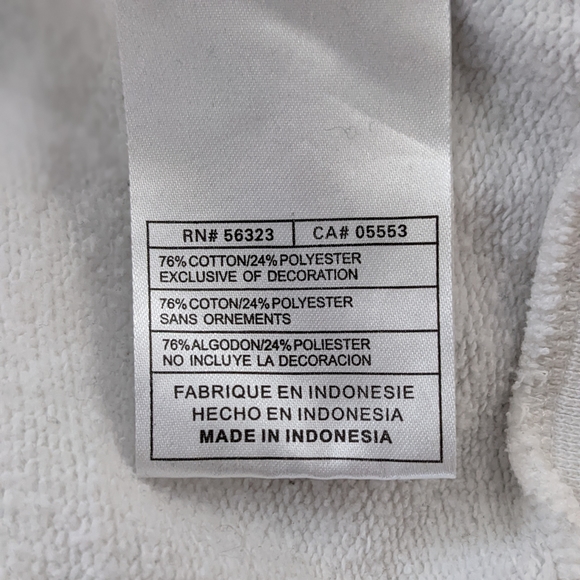 RN# 56323 CA# 05553
76% COTTON/24% POLYESTER
EXCLUSIVE OF DECORATION
76% COTON/24% POLYESTER
SANS ORNEMENTS
76% ALGODON/24% POLIESTER
NO INCLUYE LA DECORACION
FABRIQUE EN INDONESIE
HECHO EN INDONESIA
MADE IN INDONESIA